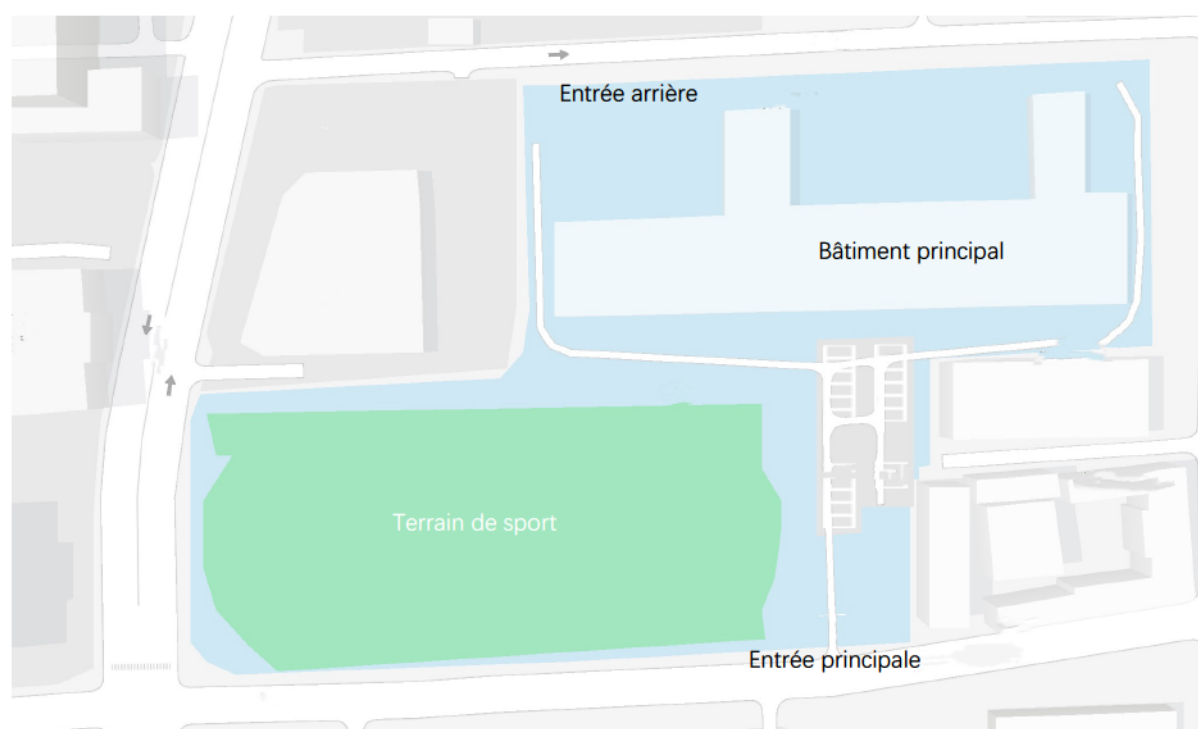 Entrée arrière
Bâtiment principal
Terrain de sport
Entrée principale